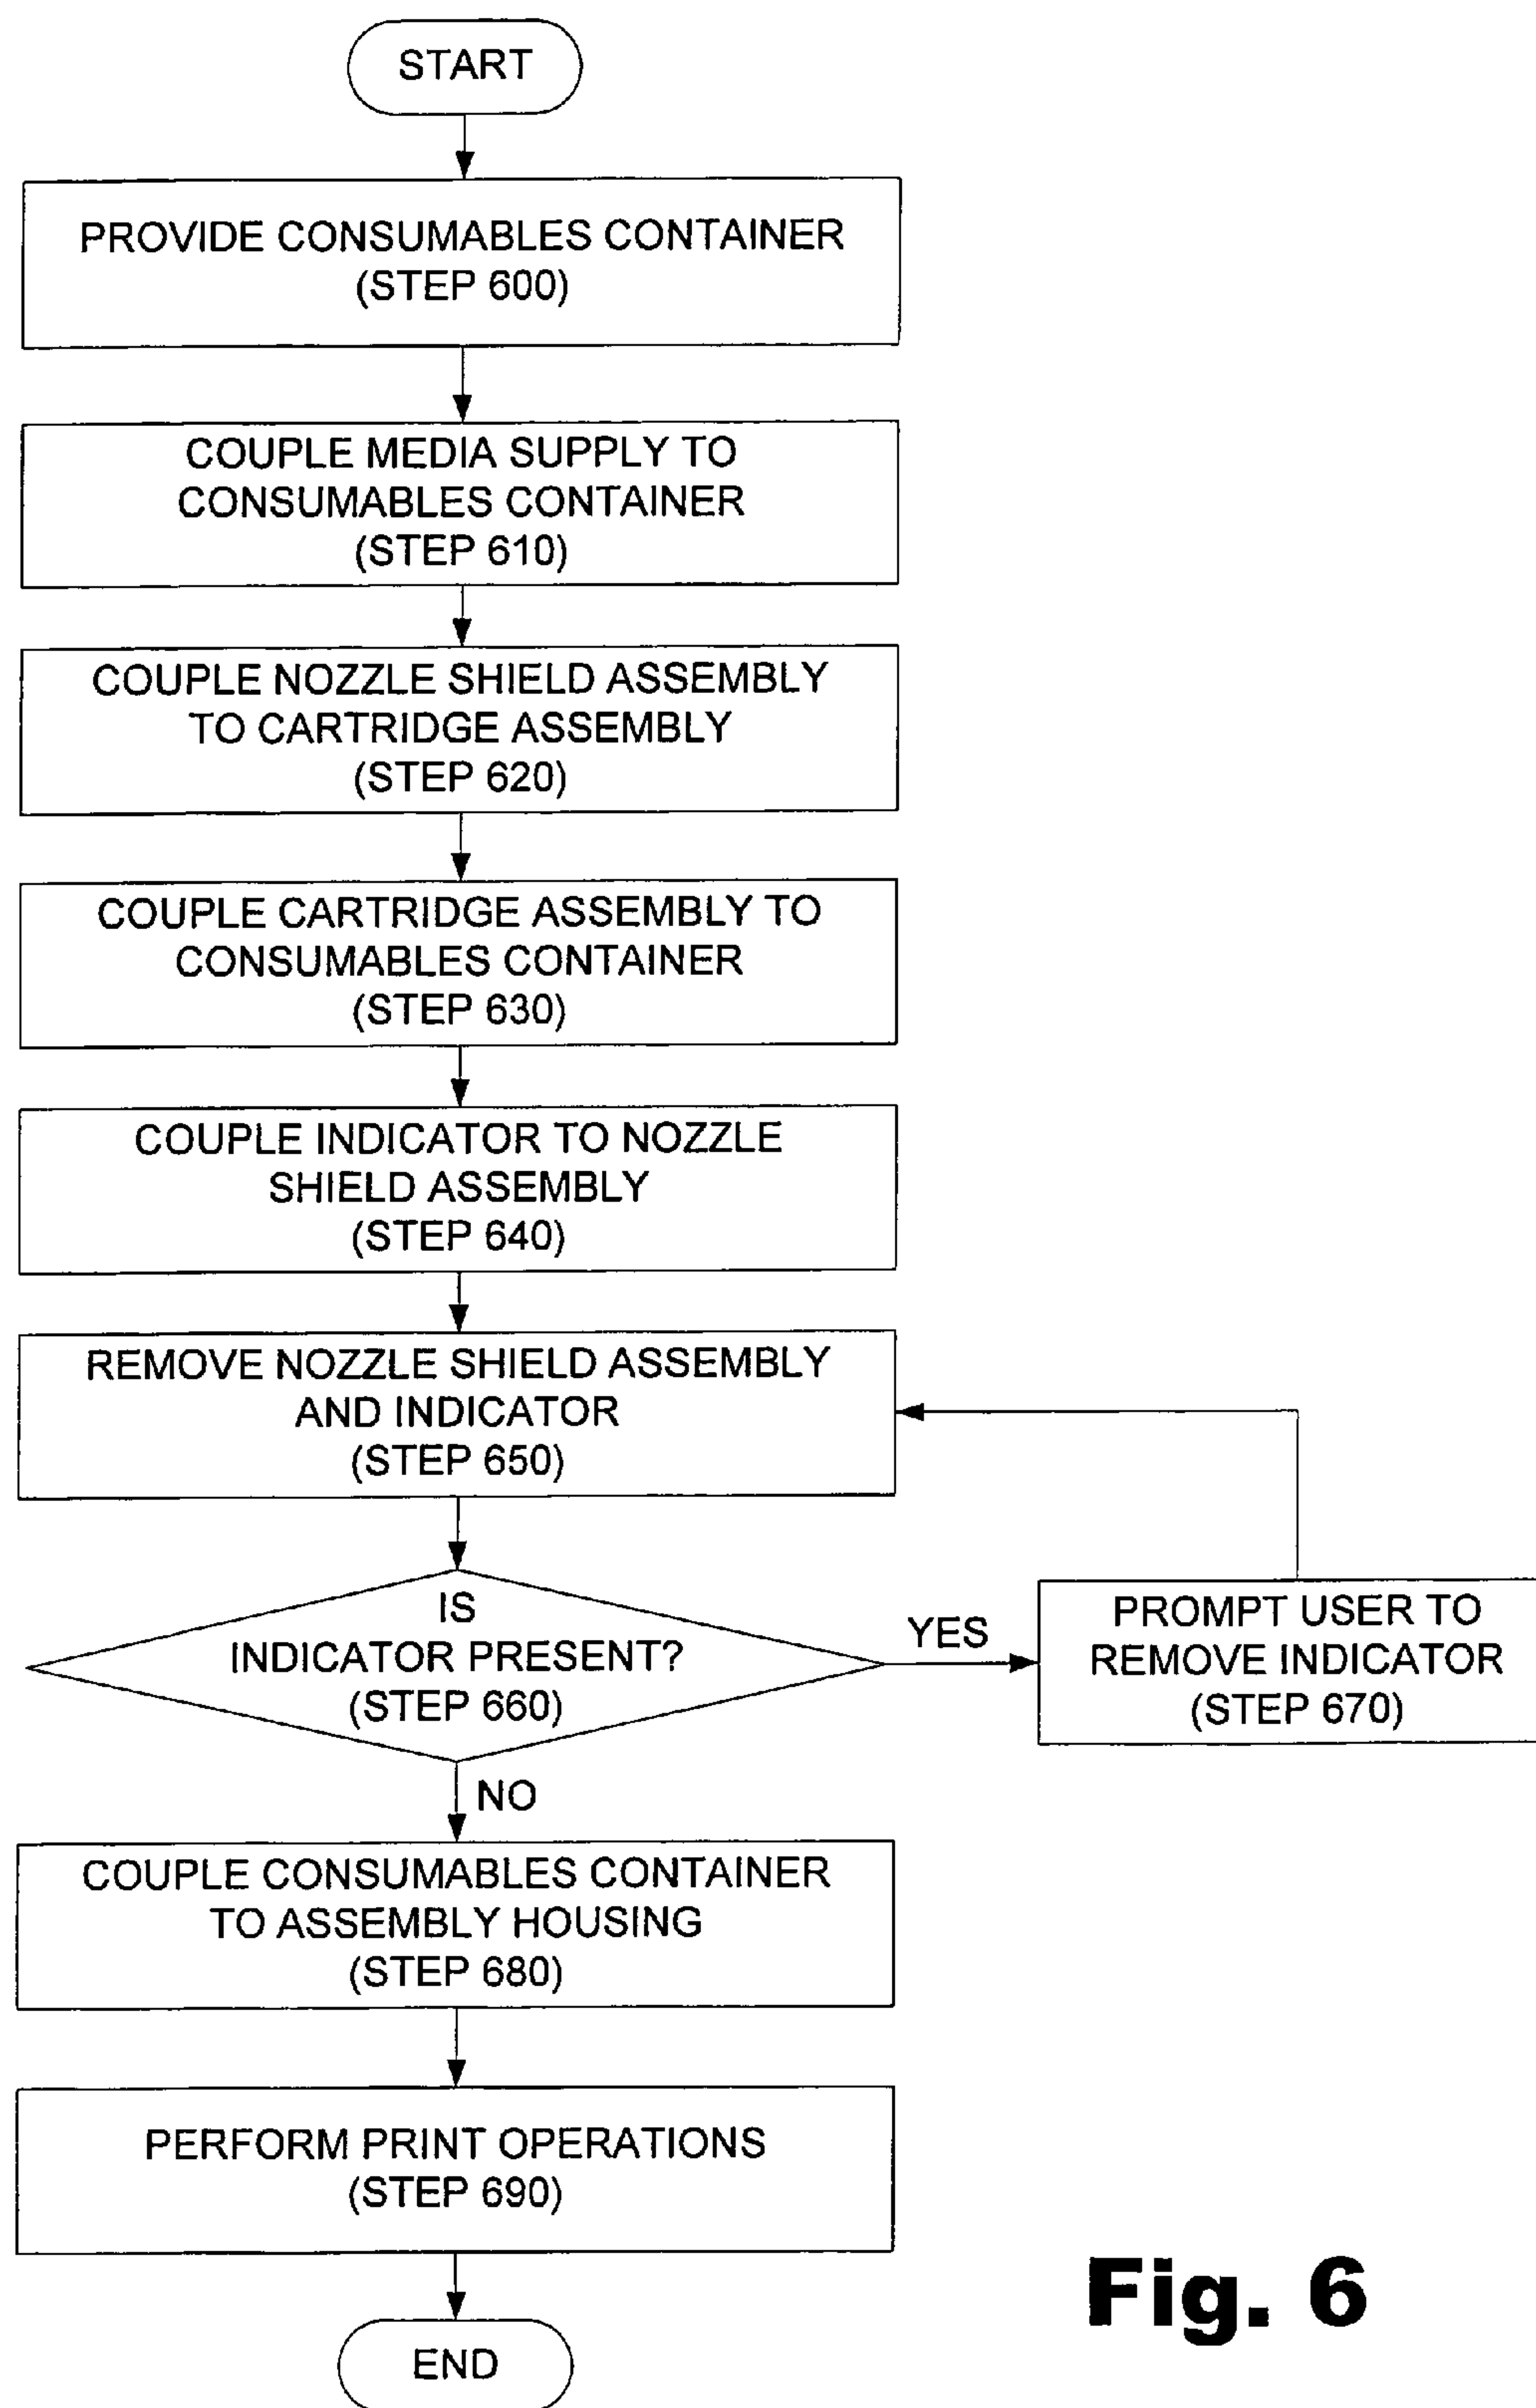 START
PROVIDE CONSUMABLES CONTAINER
(STEP 600)
COUPLE MEDIA SUPPLY TO
CONSUMABLES CONTAINER
(STEP 610)
COUPLE NOZZLE SHIELD ASSEMBLY
TO CARTRIDGE ASSEMBLY
(STEP 620)
COUPLE CARTRIDGE ASSEMBLY TO
CONSUMABLES CONTAINER
(STEP 630)
COUPLE INDICATOR TO NOZZLE
SHIELD ASSEMBLY
(STEP 640)
REMOVE NOZZLE SHIELD ASSEMBLY
AND INDICATOR
(STEP 650)
IS
INDICATOR PRESENT?
(STEP 660)
YES
PROMPT USER TO
REMOVE INDICATOR
(STEP 670)
NO
COUPLE CONSUMABLES CONTAINER
TO ASSEMBLY HOUSING
(STEP 680)
PERFORM PRINT OPERATIONS
(STEP 690)
END
Fig. 6